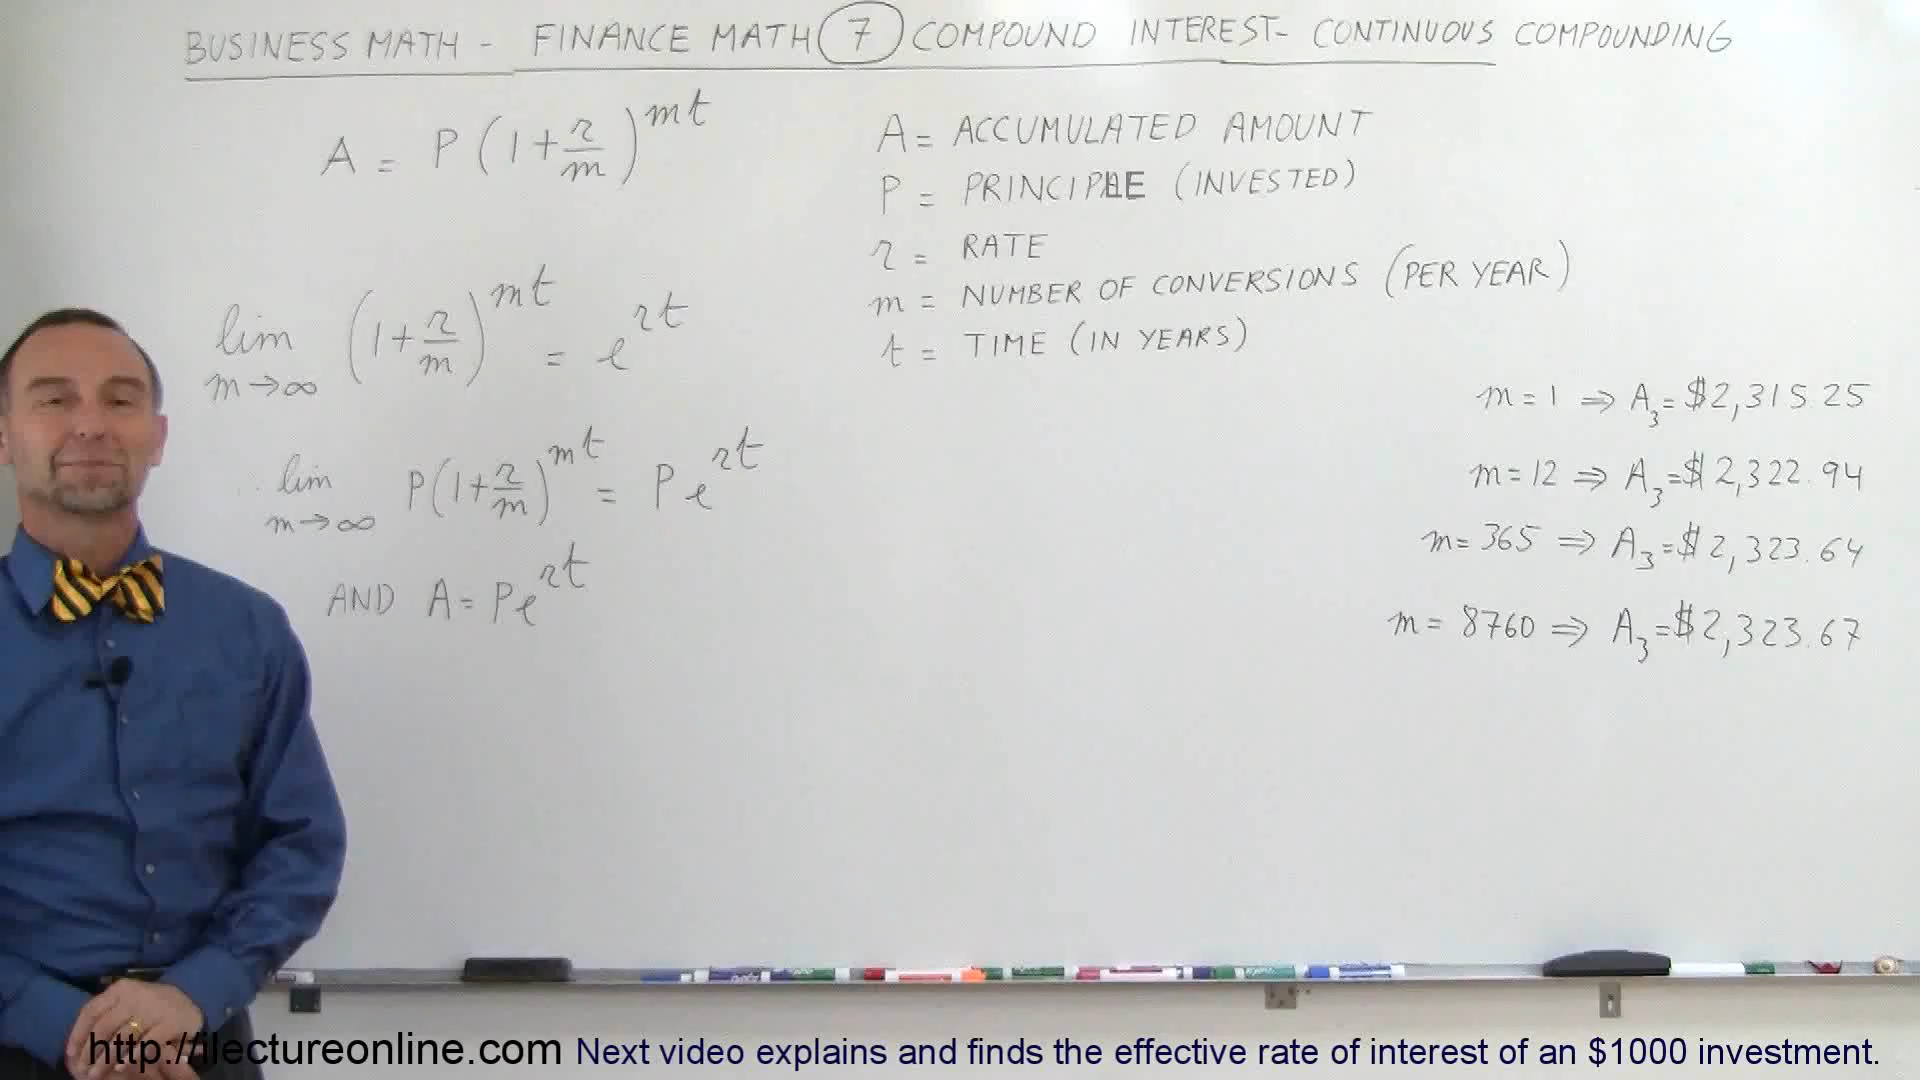 BUSINESS MATH - FINANCE MATH 7 COMPOUND INTEREST - CONTINUOUS COMPOUNDING
A = P(1+r/m)^mt
lim m→∞ (1+r/m)^mt = e^rt
lim m→∞ P(1+r/m)^mt = Pe^rt
AND A = Pe^rt
A = ACCUMULATED AMOUNT
P = PRINCIPLE (INVESTED)
r = RATE
m = NUMBER OF CONVERSIONS (PER YEAR)
t = TIME (IN YEARS)
m = 1 ⇒ A₃ = $2,315.25
m = 12 ⇒ A₃ = $2,322.94
m = 365 ⇒ A₃ = $2,323.64
m = 8760 ⇒ A₃ = $2,323.67
http://ilectureonline.com Next video explains and finds the effective rate of interest of an $1000 investment.